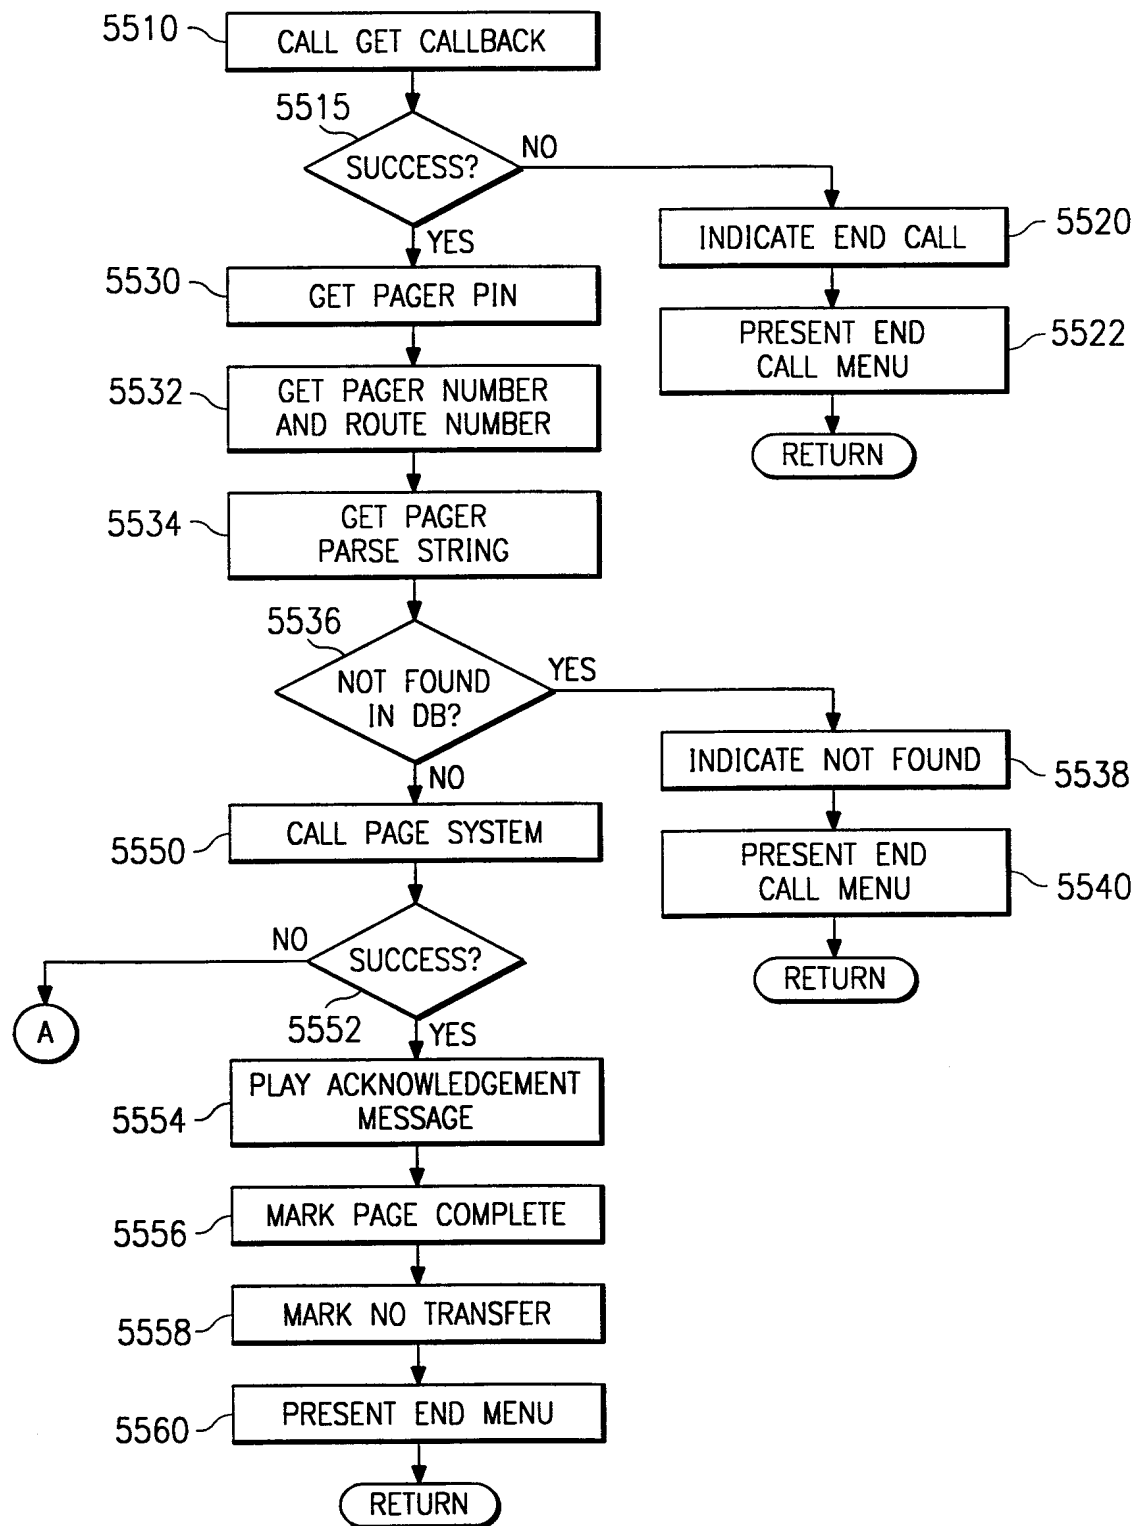 5510
CALL GET CALLBACK
5515
SUCCESS?
NO
YES
5520
INDICATE END CALL
5530
GET PAGER PIN
5522
PRESENT END
CALL MENU
5532
GET PAGER NUMBER
AND ROUTE NUMBER
RETURN
5534
GET PAGER
PARSE STRING
5536
NOT FOUND
IN DB?
YES
NO
INDICATE NOT FOUND
5538
5550
CALL PAGE SYSTEM
PRESENT END
CALL MENU
5540
NO
SUCCESS?
RETURN
A
5552
YES
5554
PLAY ACKNOWLEDGEMENT
MESSAGE
5556
MARK PAGE COMPLETE
5558
MARK NO TRANSFER
5560
PRESENT END MENU
RETURN